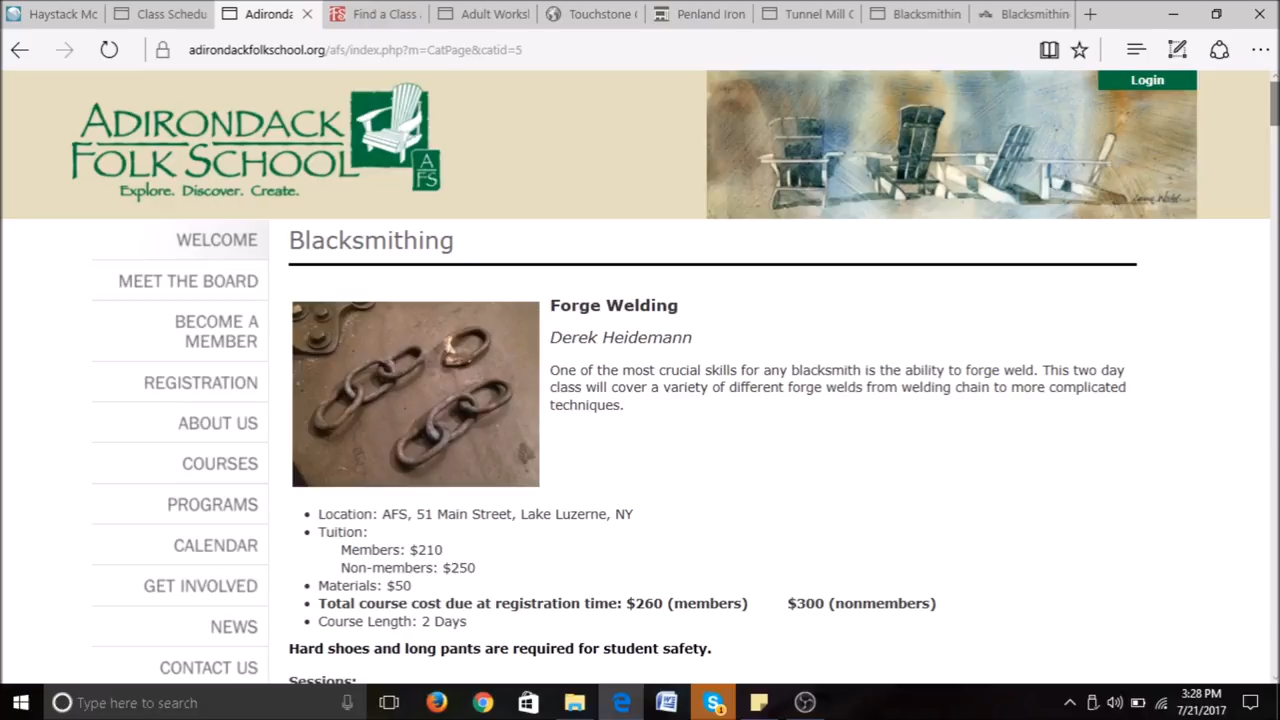 Haystack Mo
Class Schedu
Adironda
Find a Class
Adult Works
Touchstone
Penland Iron
Tunnel Mill C
Blacksmithin
Blacksmithin
adirondackfolkschool.org/afs/index.php?m=CatPage&catid=5
Login
ADIRONDACK
FOLK SCHOOL
A
FS
Explore. Discover. Create.
WELCOME
MEET THE BOARD
BECOME A
MEMBER
REGISTRATION
ABOUT US
COURSES
PROGRAMS
CALENDAR
GET INVOLVED
NEWS
CONTACT US
Blacksmithing
Forge Welding
Derek Heidemann
One of the most crucial skills for any blacksmith is the ability to forge weld. This two day
class will cover a variety of different forge welds from welding chain to more complicated
techniques.
• Location: AFS, 51 Main Street, Lake Luzerne, NY
• Tuition:
Members: $210
Non-members: $250
• Materials: $50
• Total course cost due at registration time: $260 (members) $300 (nonmembers)
• Course Length: 2 Days
Hard shoes and long pants are required for student safety.
Sessions:
Type here to search
3:28 PM
7/21/2017